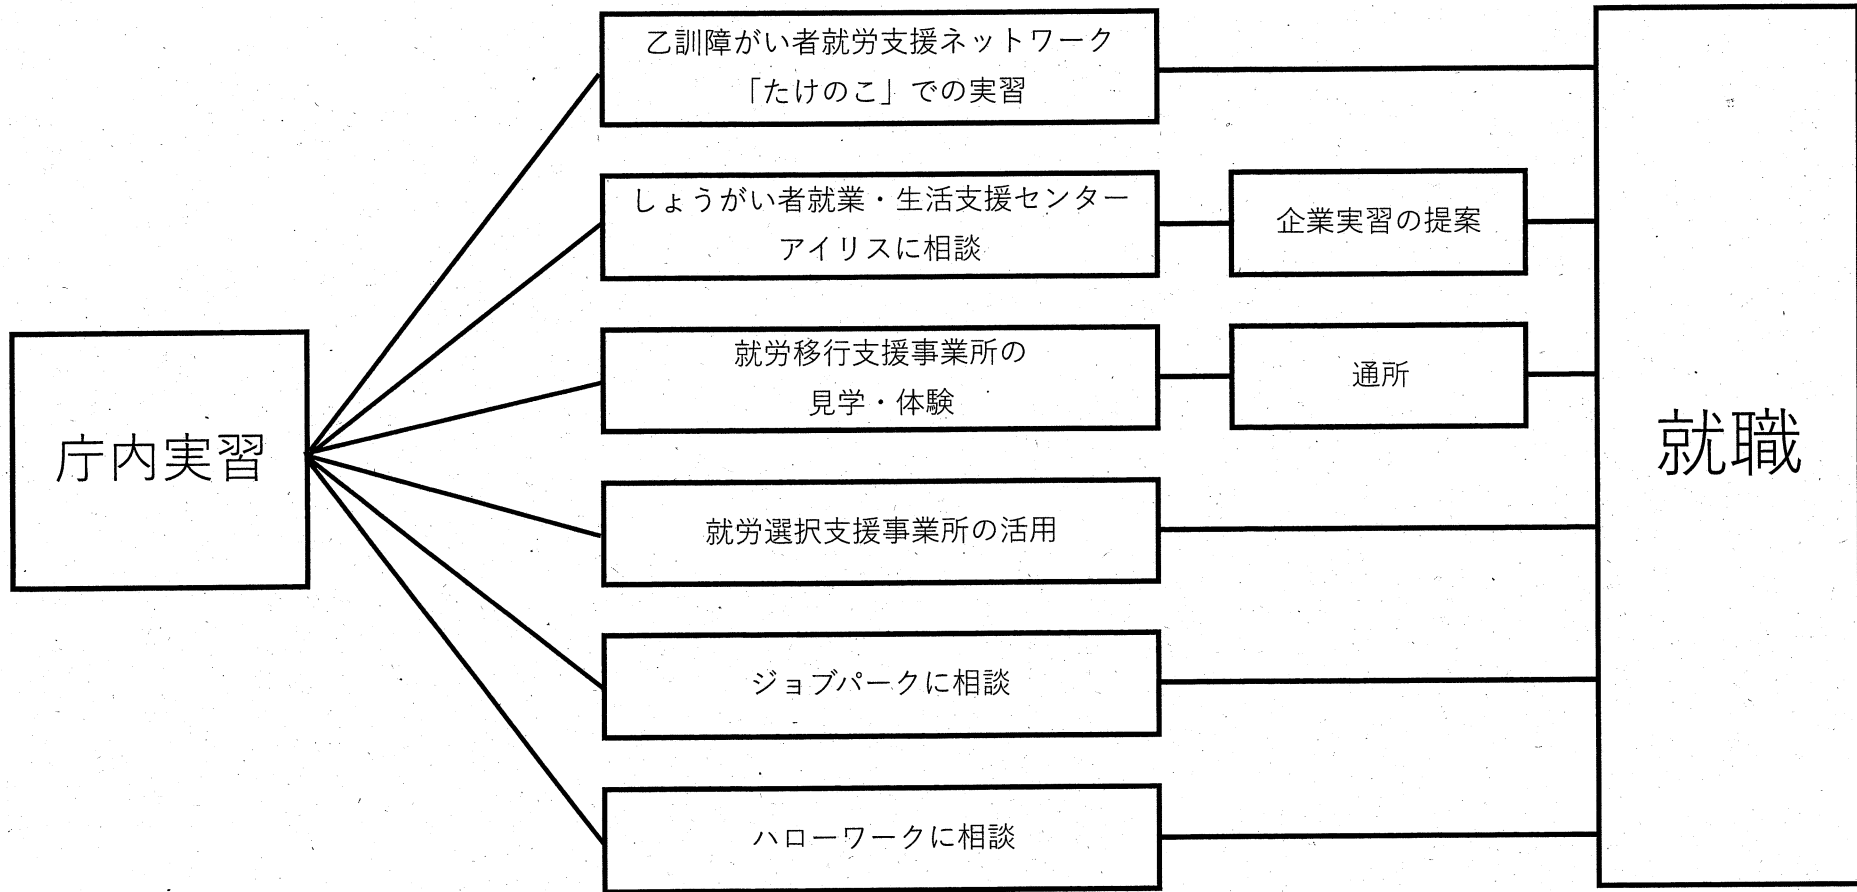 乙訓障がい者就労支援ネットワーク
「たけのこ」での実習
しょうがい者就業・生活支援センター
アイリスに相談
企業実習の提案
就労移行支援事業所の
見学・体験
通所
庁内実習
就職
就労選択支援事業所の活用
ジョブパークに相談
ハローワークに相談